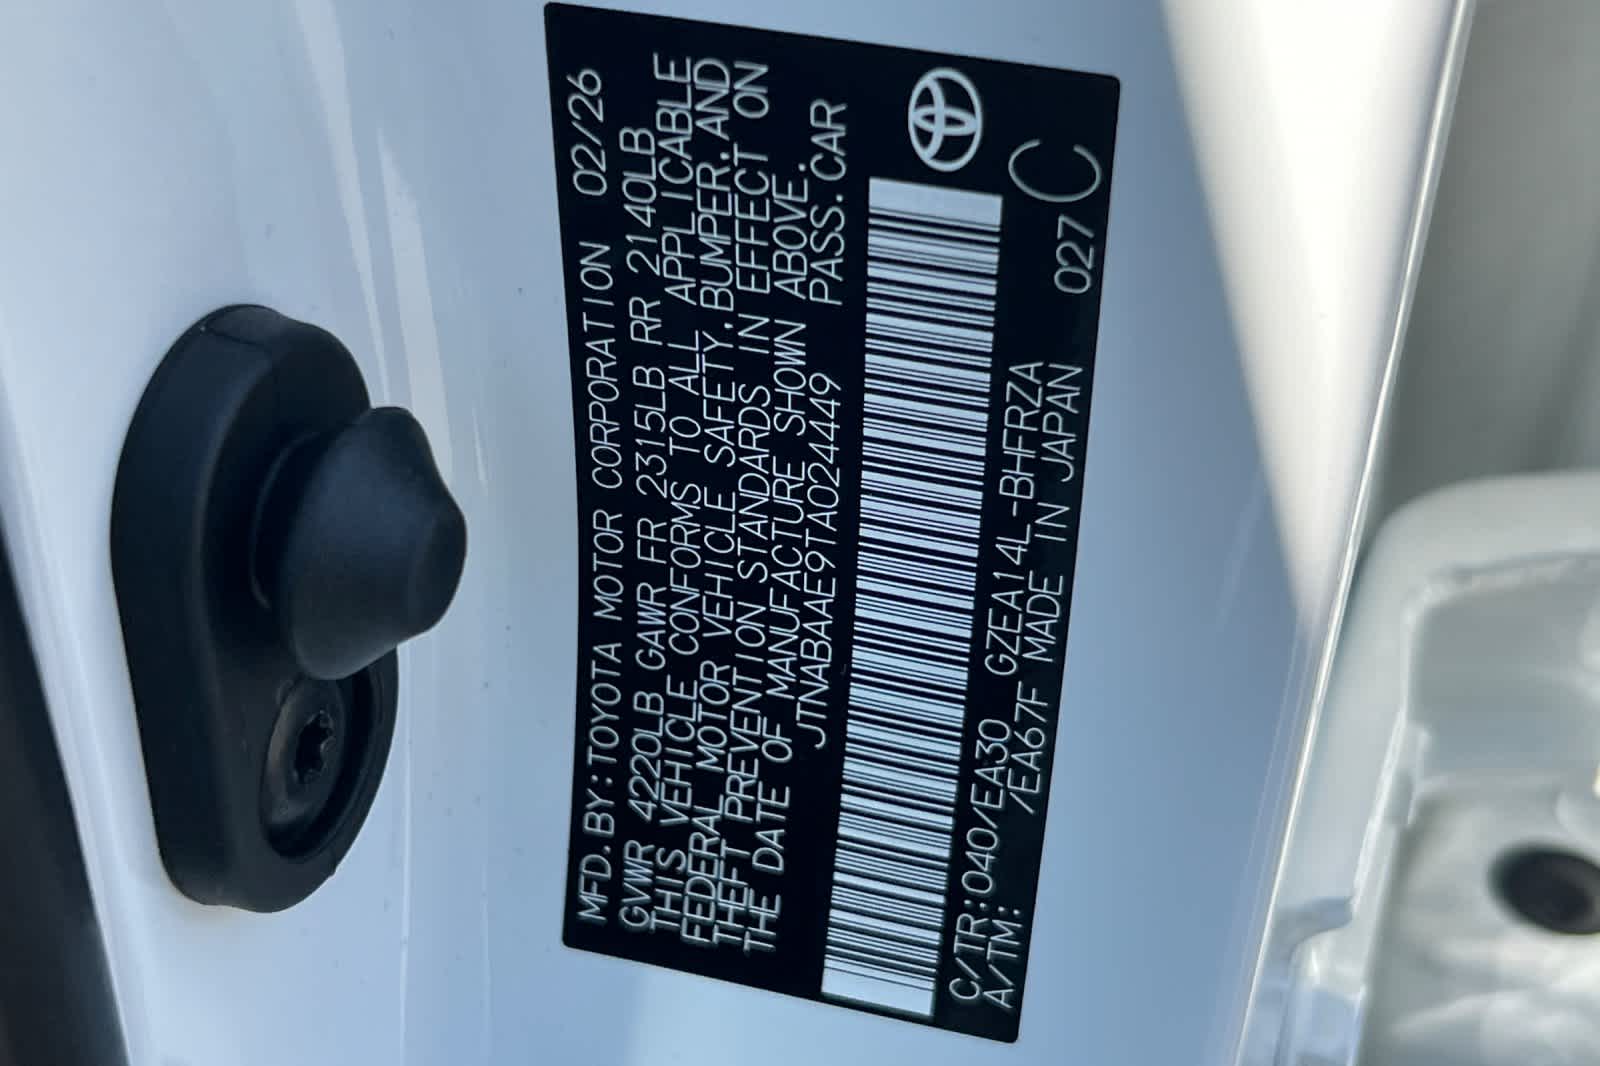 MFD.BY:TOYOTA MOTOR CORPORATION 02/26
GVWR 4220LB GAWR FR 2315LB RR 2140LB
THIS VEHICLE CONFORMS TO ALL APPLICABLE
FEDERAL MOTOR VEHICLE SAFETY,BUMPER,AND
THEFT PREVENTION STANDARDS IN EFFECT ON
THE DATE OF MANUFACTURE SHOWN ABOVE.
JTNABAAE9TA024449 PASS.CAR
C/TR:040/EA30 GZEA14L-BHFRZA 027 C
A/TM: /EA67F MADE IN JAPAN